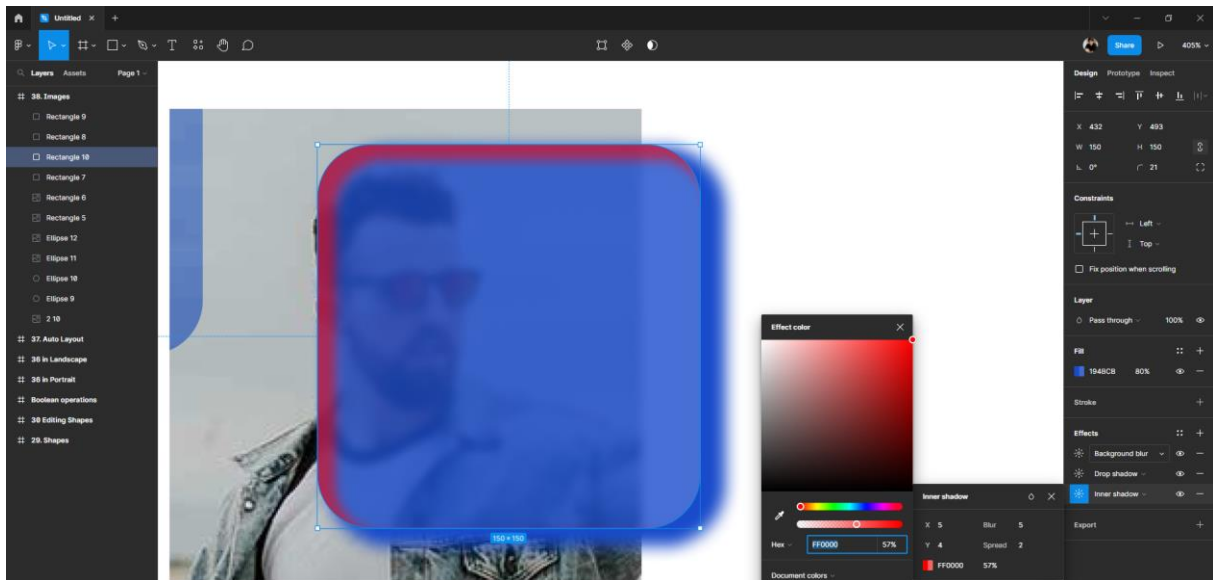 Untitled × +
Share 405%
Layers Assets Page 1
38. Images
Rectangle 9
Rectangle 8
Rectangle 10
Rectangle 7
Rectangle 6
Rectangle 5
Ellipse 12
Ellipse 11
Ellipse 10
Ellipse 9
2 10
37. Auto Layout
36 in Landscape
36 in Portrait
Boolean operations
30 Editing Shapes
29. Shapes
150 × 150
Effect color
Hex FF0000 57%
Document colors
Inner shadow
X 5 Blur 5
Y 4 Spread 2
FF0000 57%
Design Prototype Inspect
X 432 Y 493
W 150 H 150
0° 21
Constraints
Left
Top
Fix position when scrolling
Layer
Pass through 100%
Fill
1948CB 80%
Stroke
Effects
Background blur
Drop shadow
Inner shadow
Export